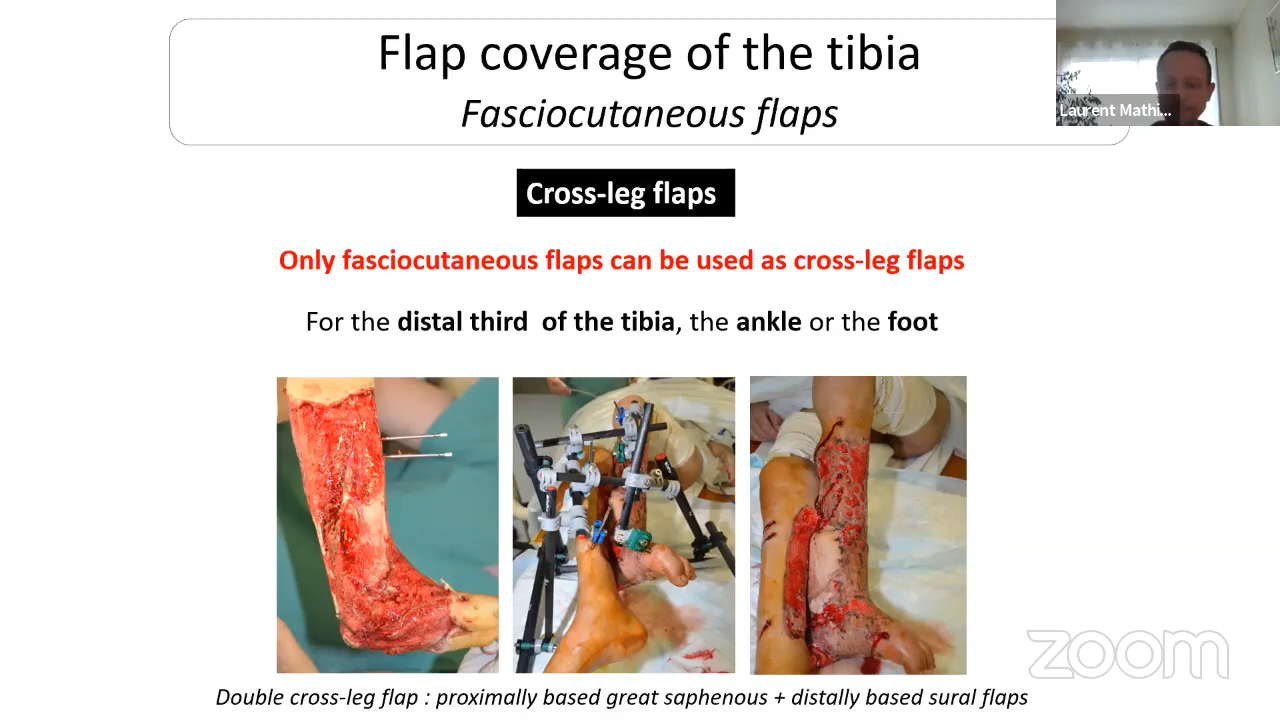 Flap coverage of the tibia
Fasciocutaneous flaps
Laurent Mathi...
Cross-leg flaps
Only fasciocutaneous flaps can be used as cross-leg flaps
For the distal third of the tibia, the ankle or the foot
zoom
Double cross-leg flap : proximally based great saphenous + distally based sural flaps